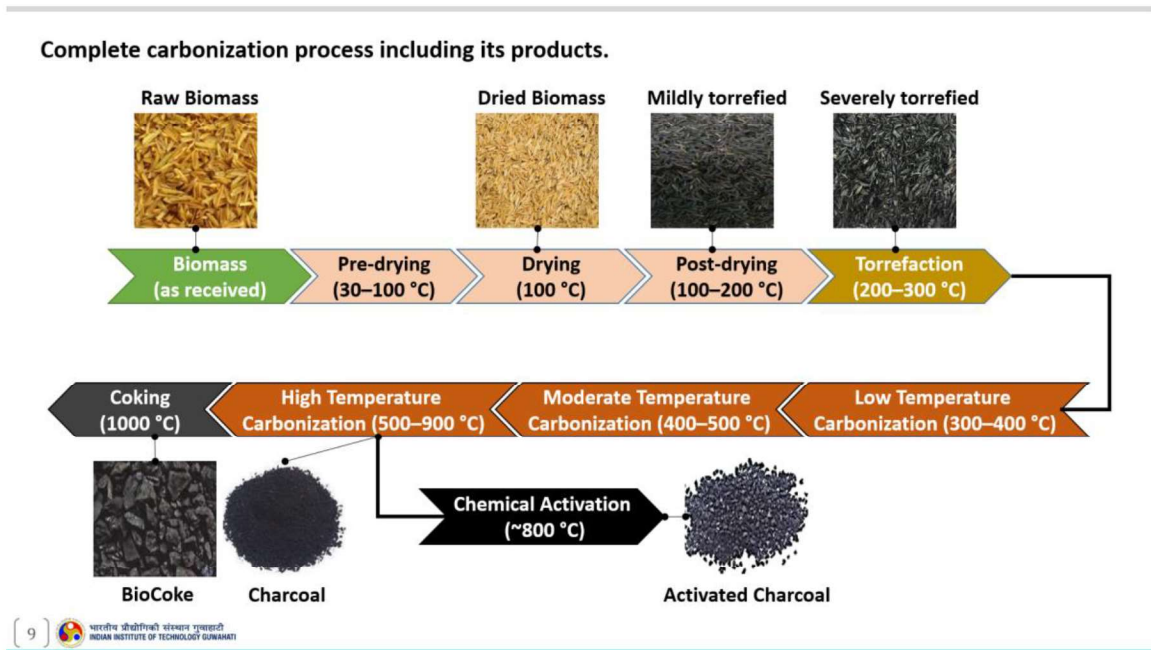 Complete carbonization process including its products.
Raw Biomass
Dried Biomass
Mildly torrefied
Severely torrefied
Biomass
(as received)
Pre-drying
(30–100 °C)
Drying
(100 °C)
Post-drying
(100–200 °C)
Torrefaction
(200–300 °C)
Low Temperature
Carbonization (300–400 °C)
Moderate Temperature
Carbonization (400–500 °C)
High Temperature
Carbonization (500–900 °C)
Coking
(1000 °C)
Chemical Activation
(~800 °C)
BioCoke
Charcoal
Activated Charcoal
[ 9 ]
भारतीय प्रौद्योगिकी संस्थान गुवाहाटी
INDIAN INSTITUTE OF TECHNOLOGY GUWAHATI